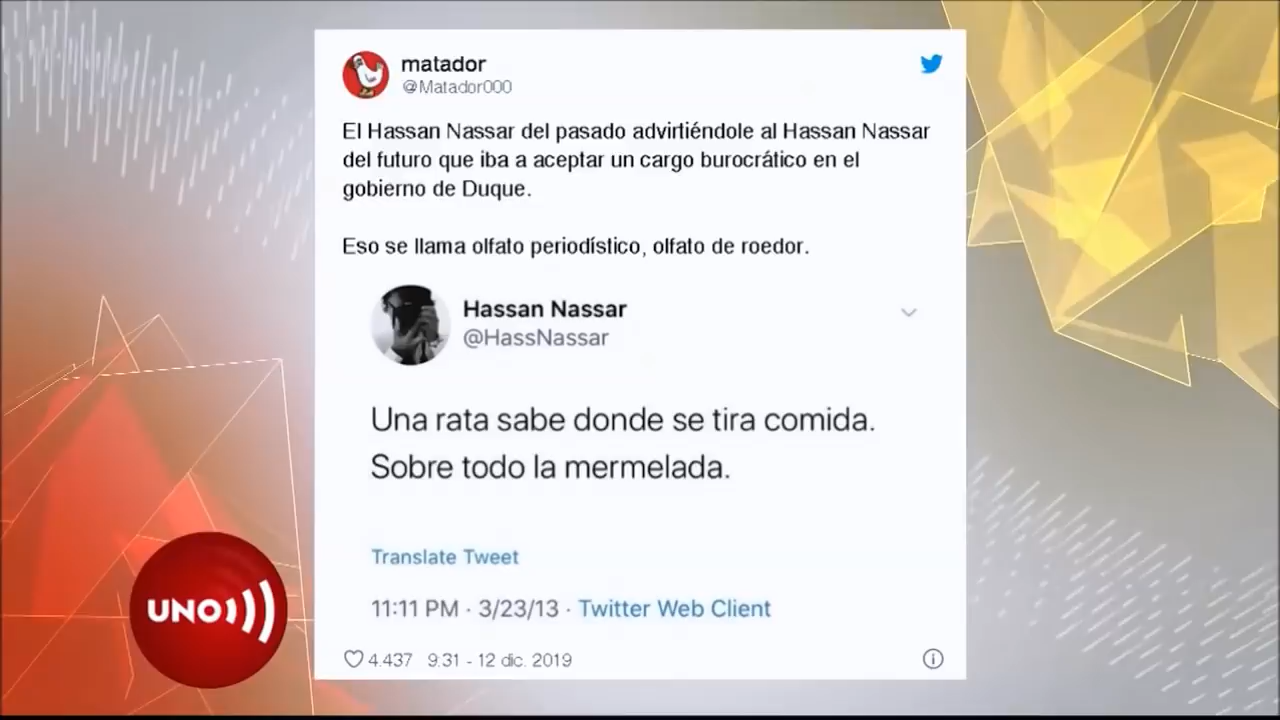 matador
@Matador000
El Hassan Nassar del pasado advirtiéndole al Hassan Nassar
del futuro que iba a aceptar un cargo burocrático en el
gobierno de Duque.
Eso se llama olfato periodístico, olfato de roedor.
Hassan Nassar
@HassNassar
Una rata sabe donde se tira comida.
Sobre todo la mermelada.
Translate Tweet
11:11 PM · 3/23/13 · Twitter Web Client
4.437 9:31 - 12 dic. 2019
UNO